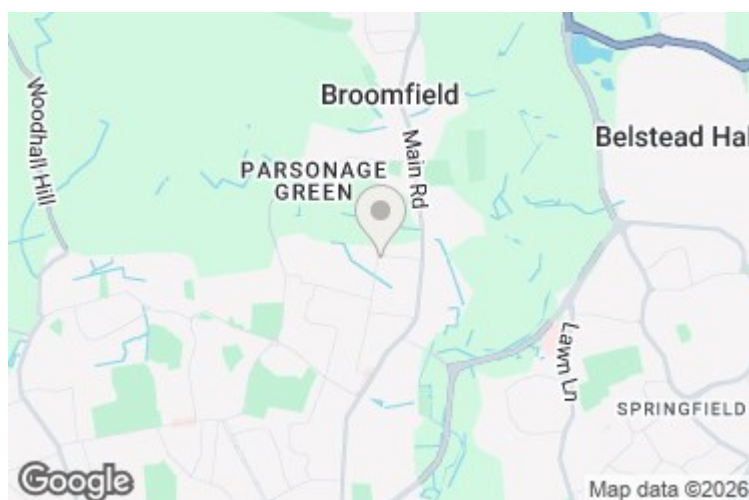 Woodhall Hill
Broomfield
Main Rd
Belstead Hal
PARSONAGE
GREEN
Lawn Ln
SPRINGFIELD
Google
Map data ©2026